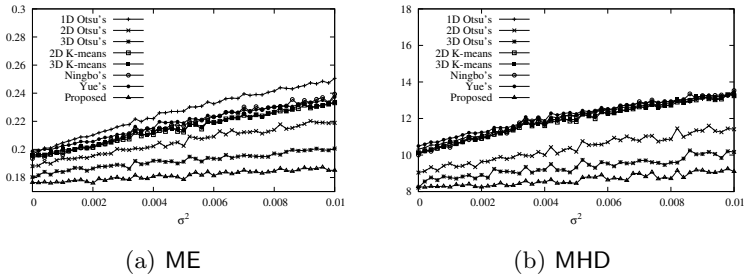 0.3
0.28
0.26
0.24
0.22
0.2
0.18
1D Otsu's
2D Otsu's
3D Otsu's
2D K-means
3D K-means
Ningbo's
Yue's
Proposed
0 0.002 0.004 0.006 0.008 0.01
σ²
(a) ME
18
16
14
12
10
8
1D Otsu's
2D Otsu's
3D Otsu's
2D K-means
3D K-means
Ningbo's
Yue's
Proposed
0 0.002 0.004 0.006 0.008 0.01
σ²
(b) MHD